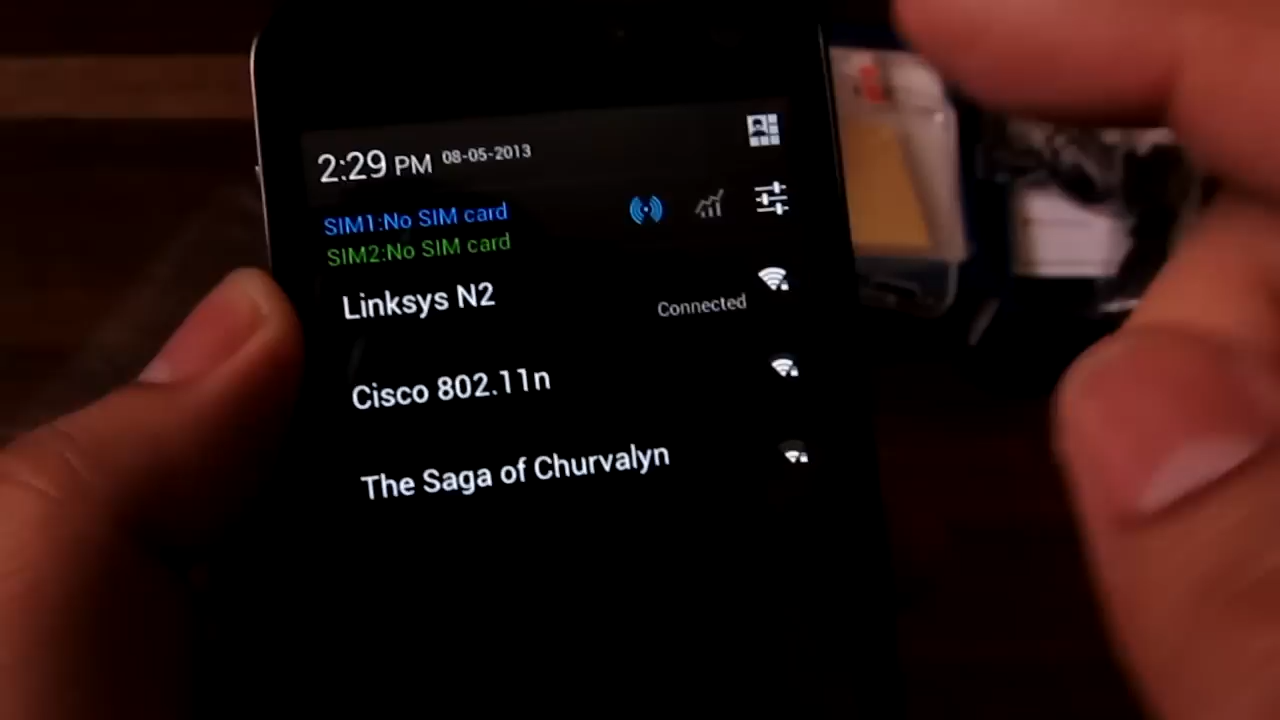 2:29 PM 08-05-2013
SIM1:No SIM card
SIM2:No SIM card
Linksys N2
Connected
Cisco 802.11n
The Saga of Churvalyn